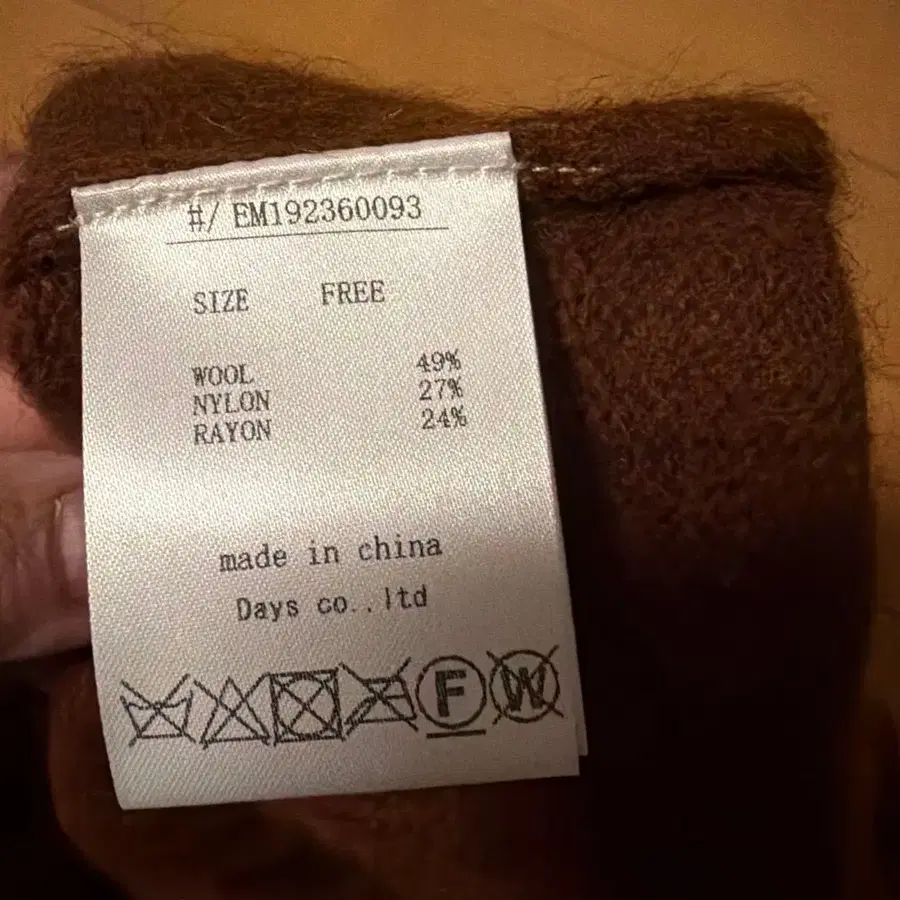 #/ EM192360093
SIZE FREE
WOOL 49%
NYLON 27%
RAYON 24%
made in china
Days co.,ltd
F W